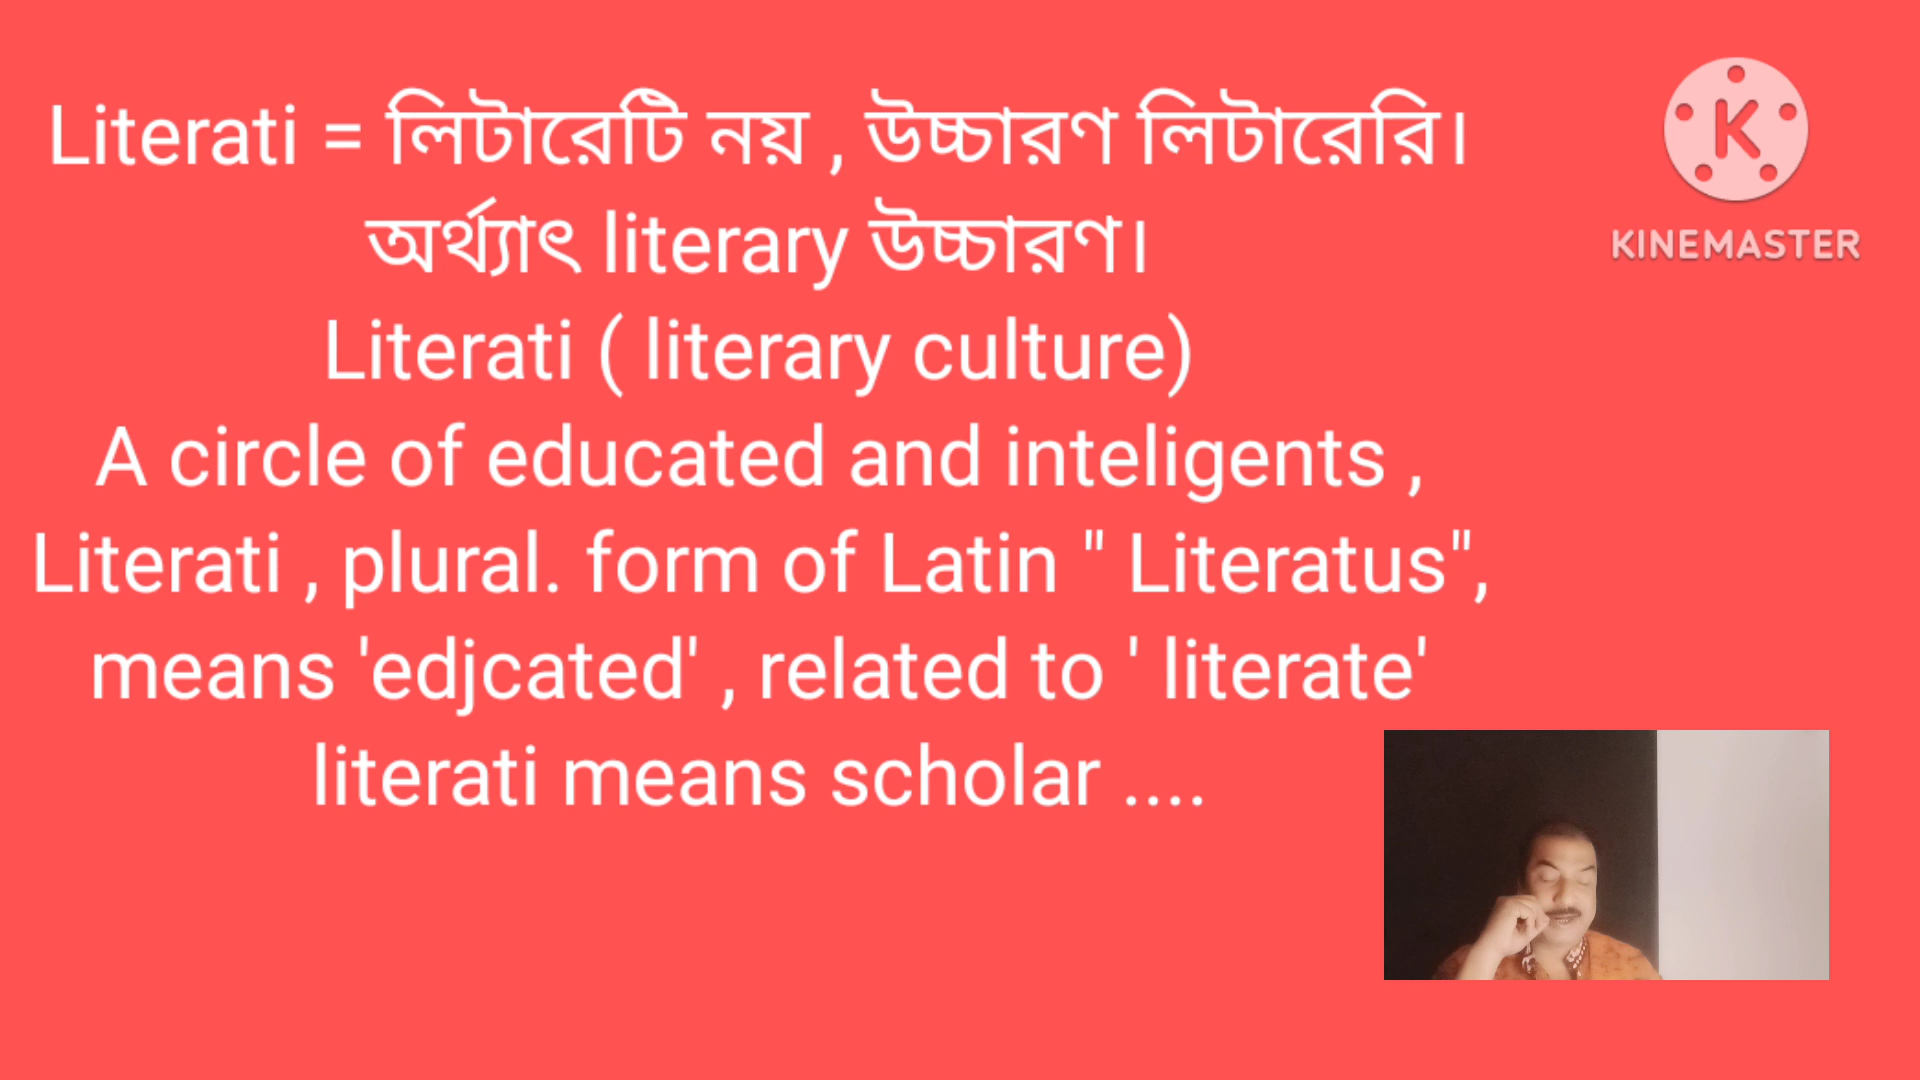 Literati = লিটারেটি নয় , উচ্চারণ লিটারেরি।
অর্থ্যাৎ literary উচ্চারণ।
Literati ( literary culture)
A circle of educated and inteligents ,
Literati , plural. form of Latin " Literatus",
means 'edjcated' , related to ' literate'
literati means scholar ....
K
KINEMASTER